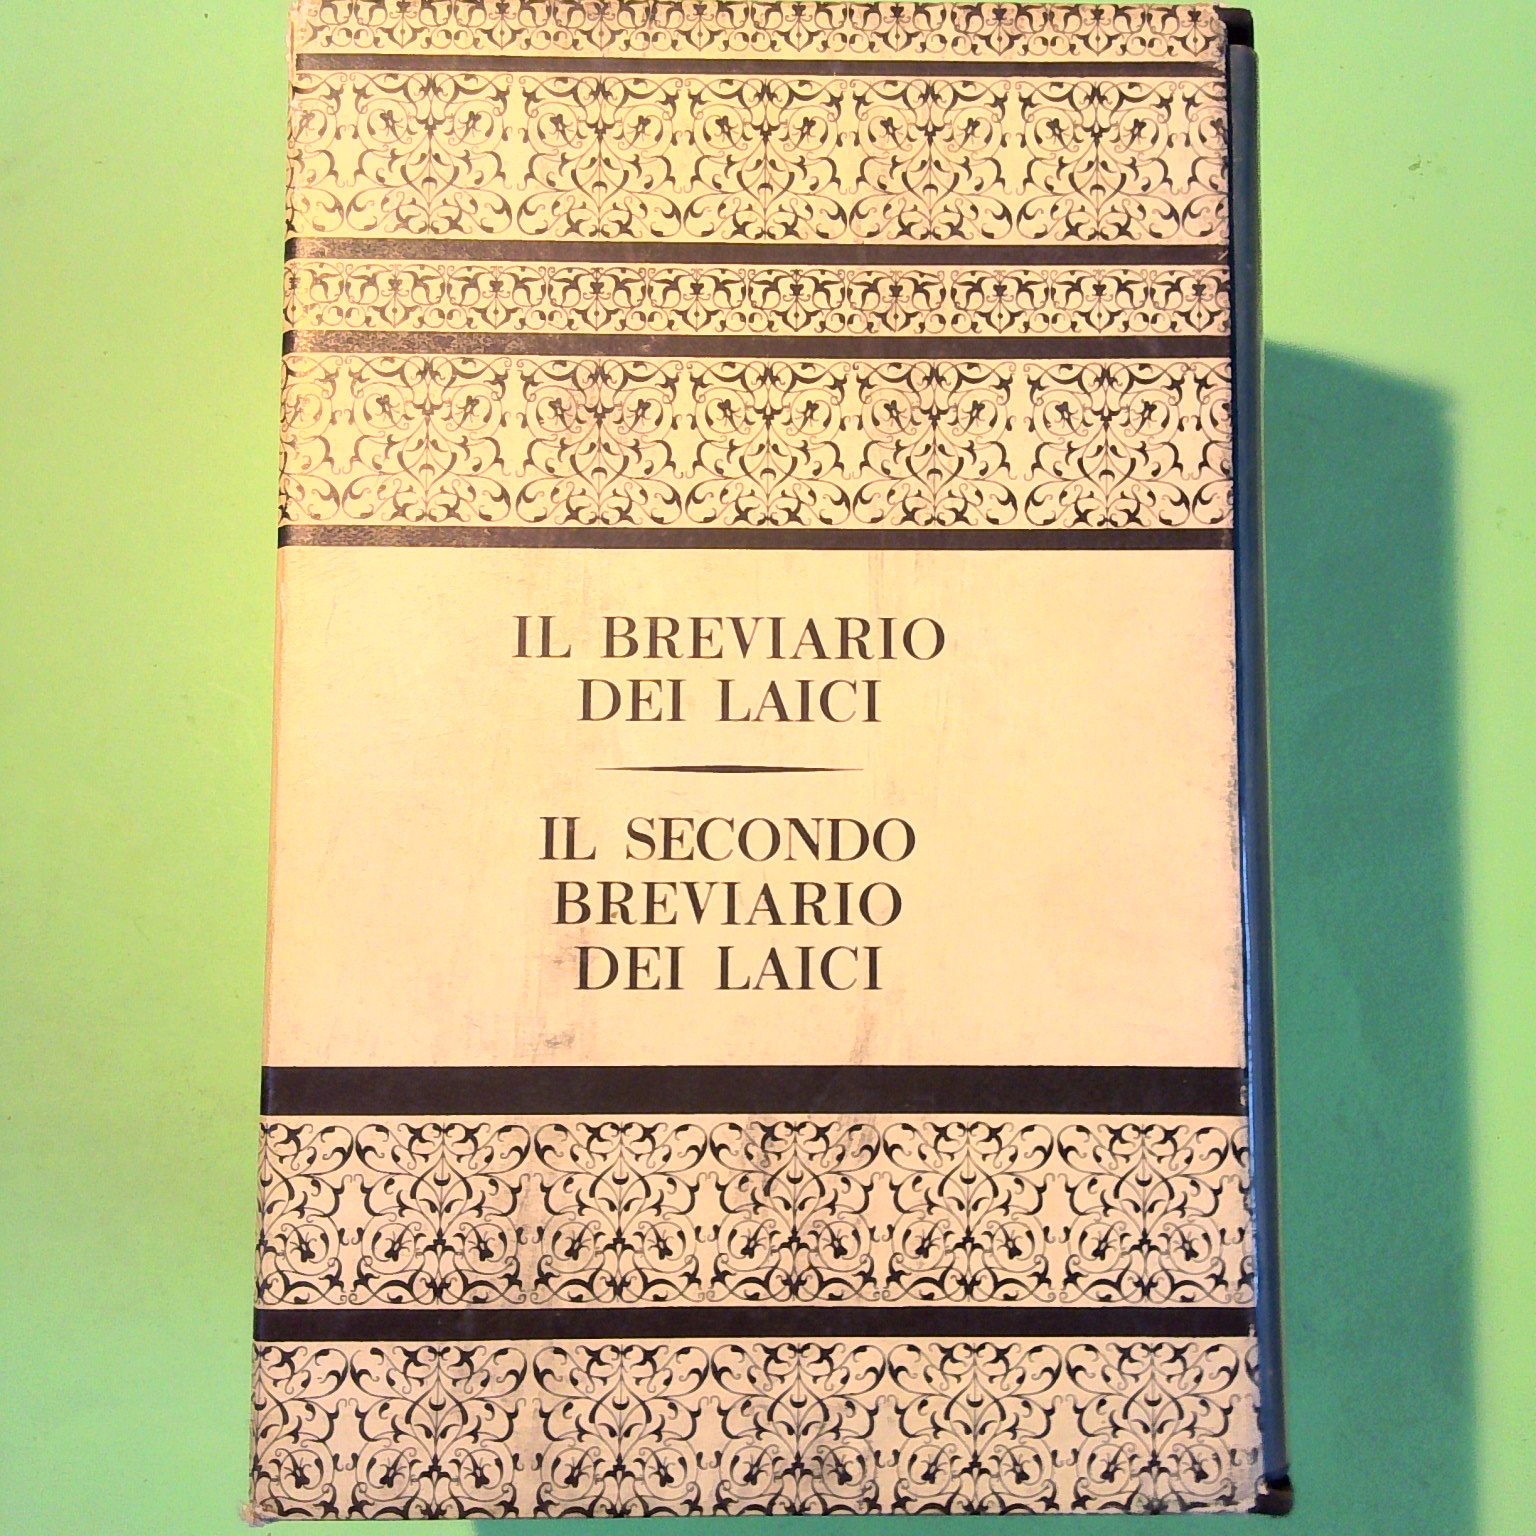 IL BREVIARIO
DEI LAICI
IL SECONDO
BREVIARIO
DEI LAICI